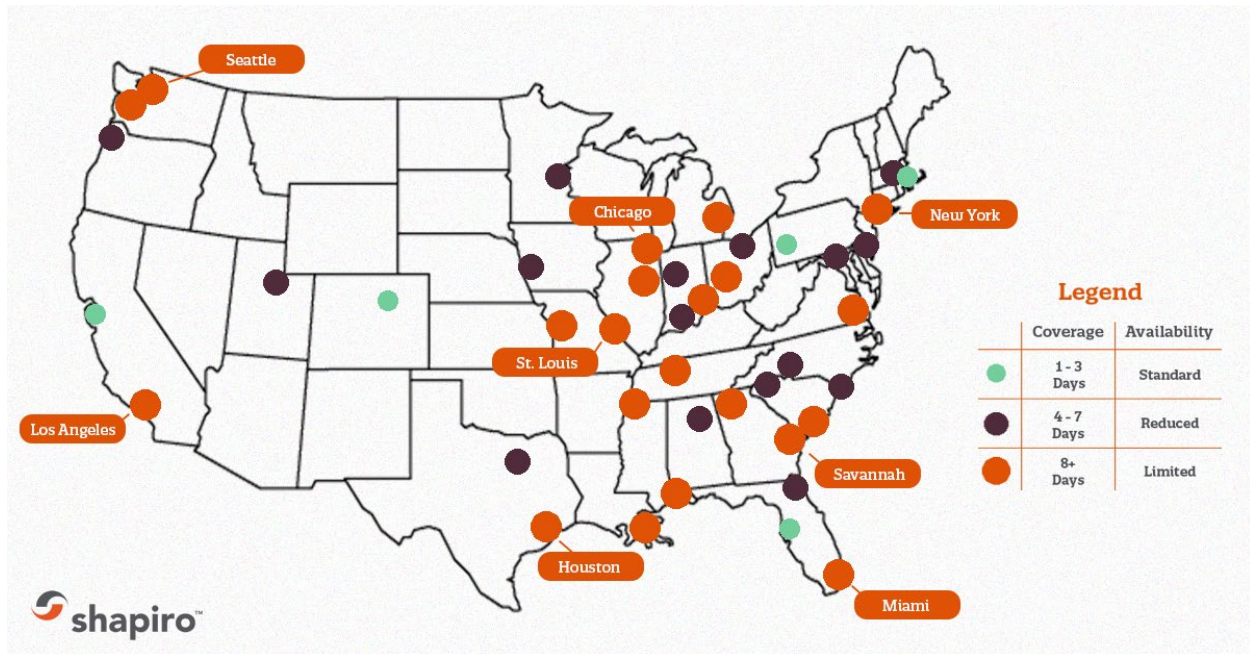 Seattle
Chicago
New York
St. Louis
Los Angeles
Savannah
Houston
Miami
Legend
Coverage Availability
1 - 3
Days
Standard
4 - 7
Days
Reduced
8+
Days
Limited
shapiro™